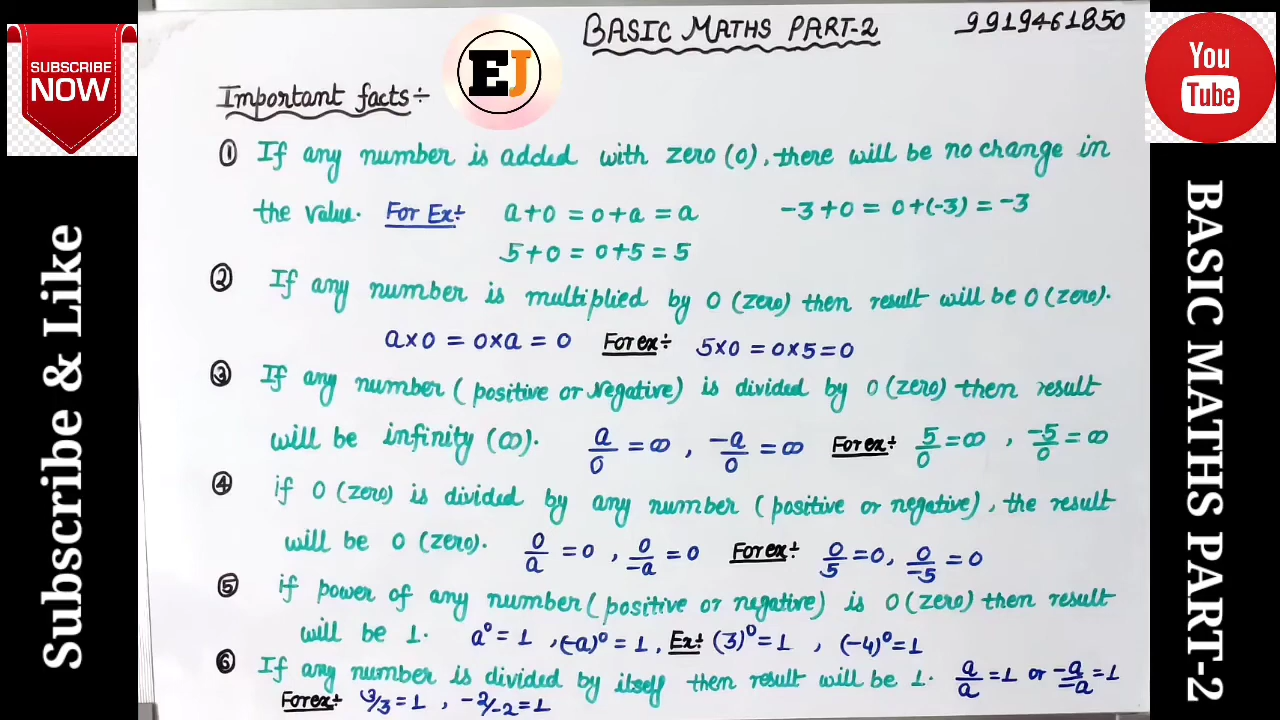 SUBSCRIBE
NOW
EJ
BASIC MATHS PART-2
9919461850
You
Tube
Important facts÷
① If any number is added with zero (0), there will be no change in
the value. For Ex÷ a+0 = 0+a = a -3+0 = 0+(-3) = -3
5+0 = 0+5 = 5
② If any number is multiplied by 0 (zero) then result will be 0 (zero).
a×0 = 0×a = 0 For ex÷ 5×0 = 0×5 = 0
③ If any number (positive or Negative) is divided by 0 (zero) then result
will be infinity (∞). a/0 = ∞ , -a/0 = ∞ For ex÷ 5/0 = ∞ , -5/0 = ∞
④ if 0 (zero) is divided by any number (positive or negative), the result
will be 0 (zero). 0/a = 0 , 0/-a = 0 For ex÷ 0/5 = 0, 0/-5 = 0
⑤ if power of any number (positive or negative) is 0 (zero) then result
will be 1. a⁰ = 1 , (-a)⁰ = 1, Ex÷ (3)⁰ = 1 , (-4)⁰ = 1
⑥ If any number is divided by itself then result will be 1. a/a = 1 or -a/-a = 1
For ex÷ 3/3 = 1 , -2/-2 = 1
Subscribe & Like
BASIC MATHS PART-2